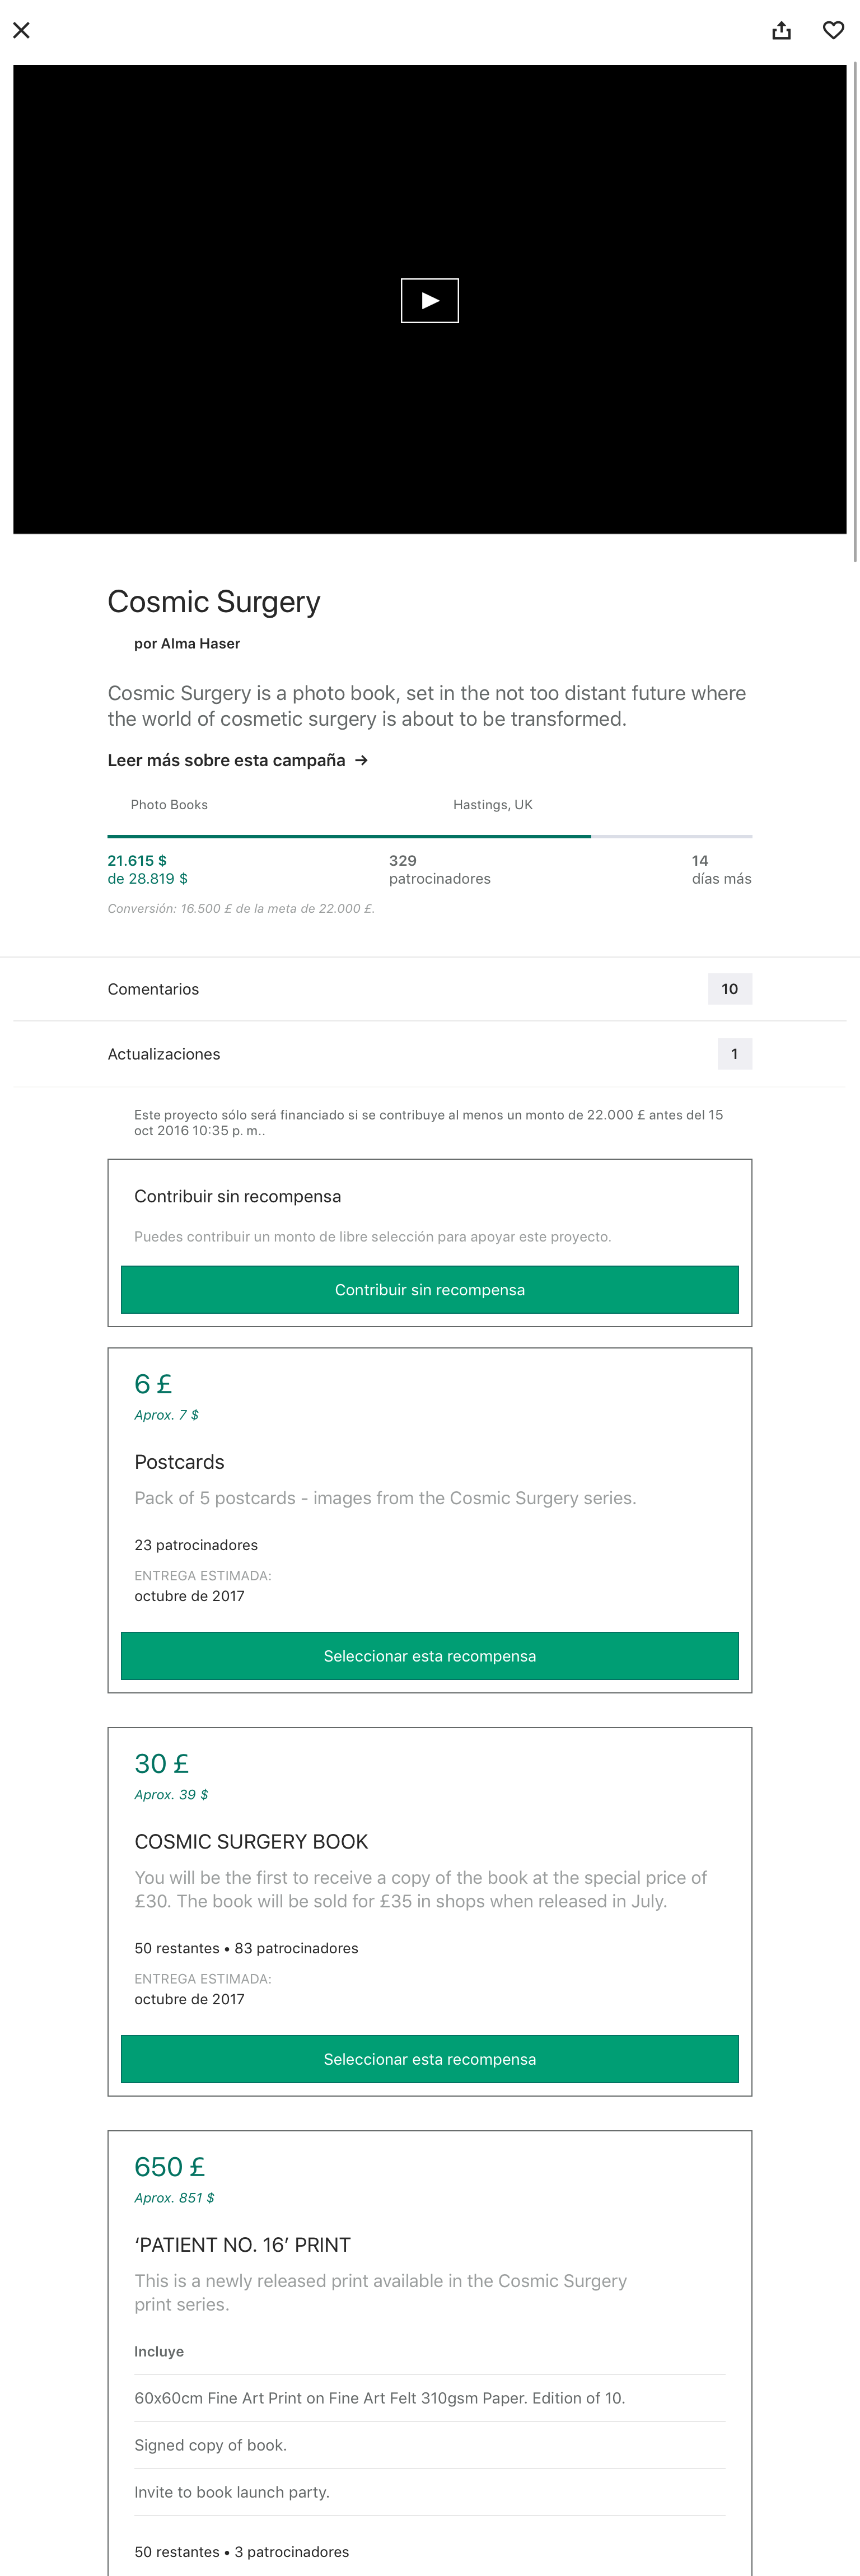 Cosmic Surgery
por Alma Haser
Cosmic Surgery is a photo book, set in the not too distant future where
the world of cosmetic surgery is about to be transformed.
Leer más sobre esta campaña →
Photo Books
Hastings, UK
21.615 $
de 28.819 $
329
patrocinadores
14
días más
Conversión: 16.500 £ de la meta de 22.000 £.
Comentarios
10
Actualizaciones
1
Este proyecto sólo será financiado si se contribuye al menos un monto de 22.000 £ antes del 15
oct 2016 10:35 p. m..
Contribuir sin recompensa
Puedes contribuir un monto de libre selección para apoyar este proyecto.
Contribuir sin recompensa
6 £
Aprox. 7 $
Postcards
Pack of 5 postcards - images from the Cosmic Surgery series.
23 patrocinadores
ENTREGA ESTIMADA:
octubre de 2017
Seleccionar esta recompensa
30 £
Aprox. 39 $
COSMIC SURGERY BOOK
You will be the first to receive a copy of the book at the special price of
£30. The book will be sold for £35 in shops when released in July.
50 restantes • 83 patrocinadores
ENTREGA ESTIMADA:
octubre de 2017
Seleccionar esta recompensa
650 £
Aprox. 851 $
‘PATIENT NO. 16’ PRINT
This is a newly released print available in the Cosmic Surgery
print series.
Incluye
60x60cm Fine Art Print on Fine Art Felt 310gsm Paper. Edition of 10.
Signed copy of book.
Invite to book launch party.
50 restantes • 3 patrocinadores